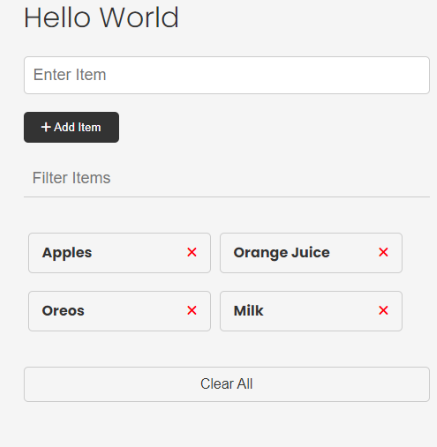 Hello World
Enter Item
+ Add Item
Filter Items
Apples ✕ Orange Juice ✕
Oreos ✕ Milk ✕
Clear All